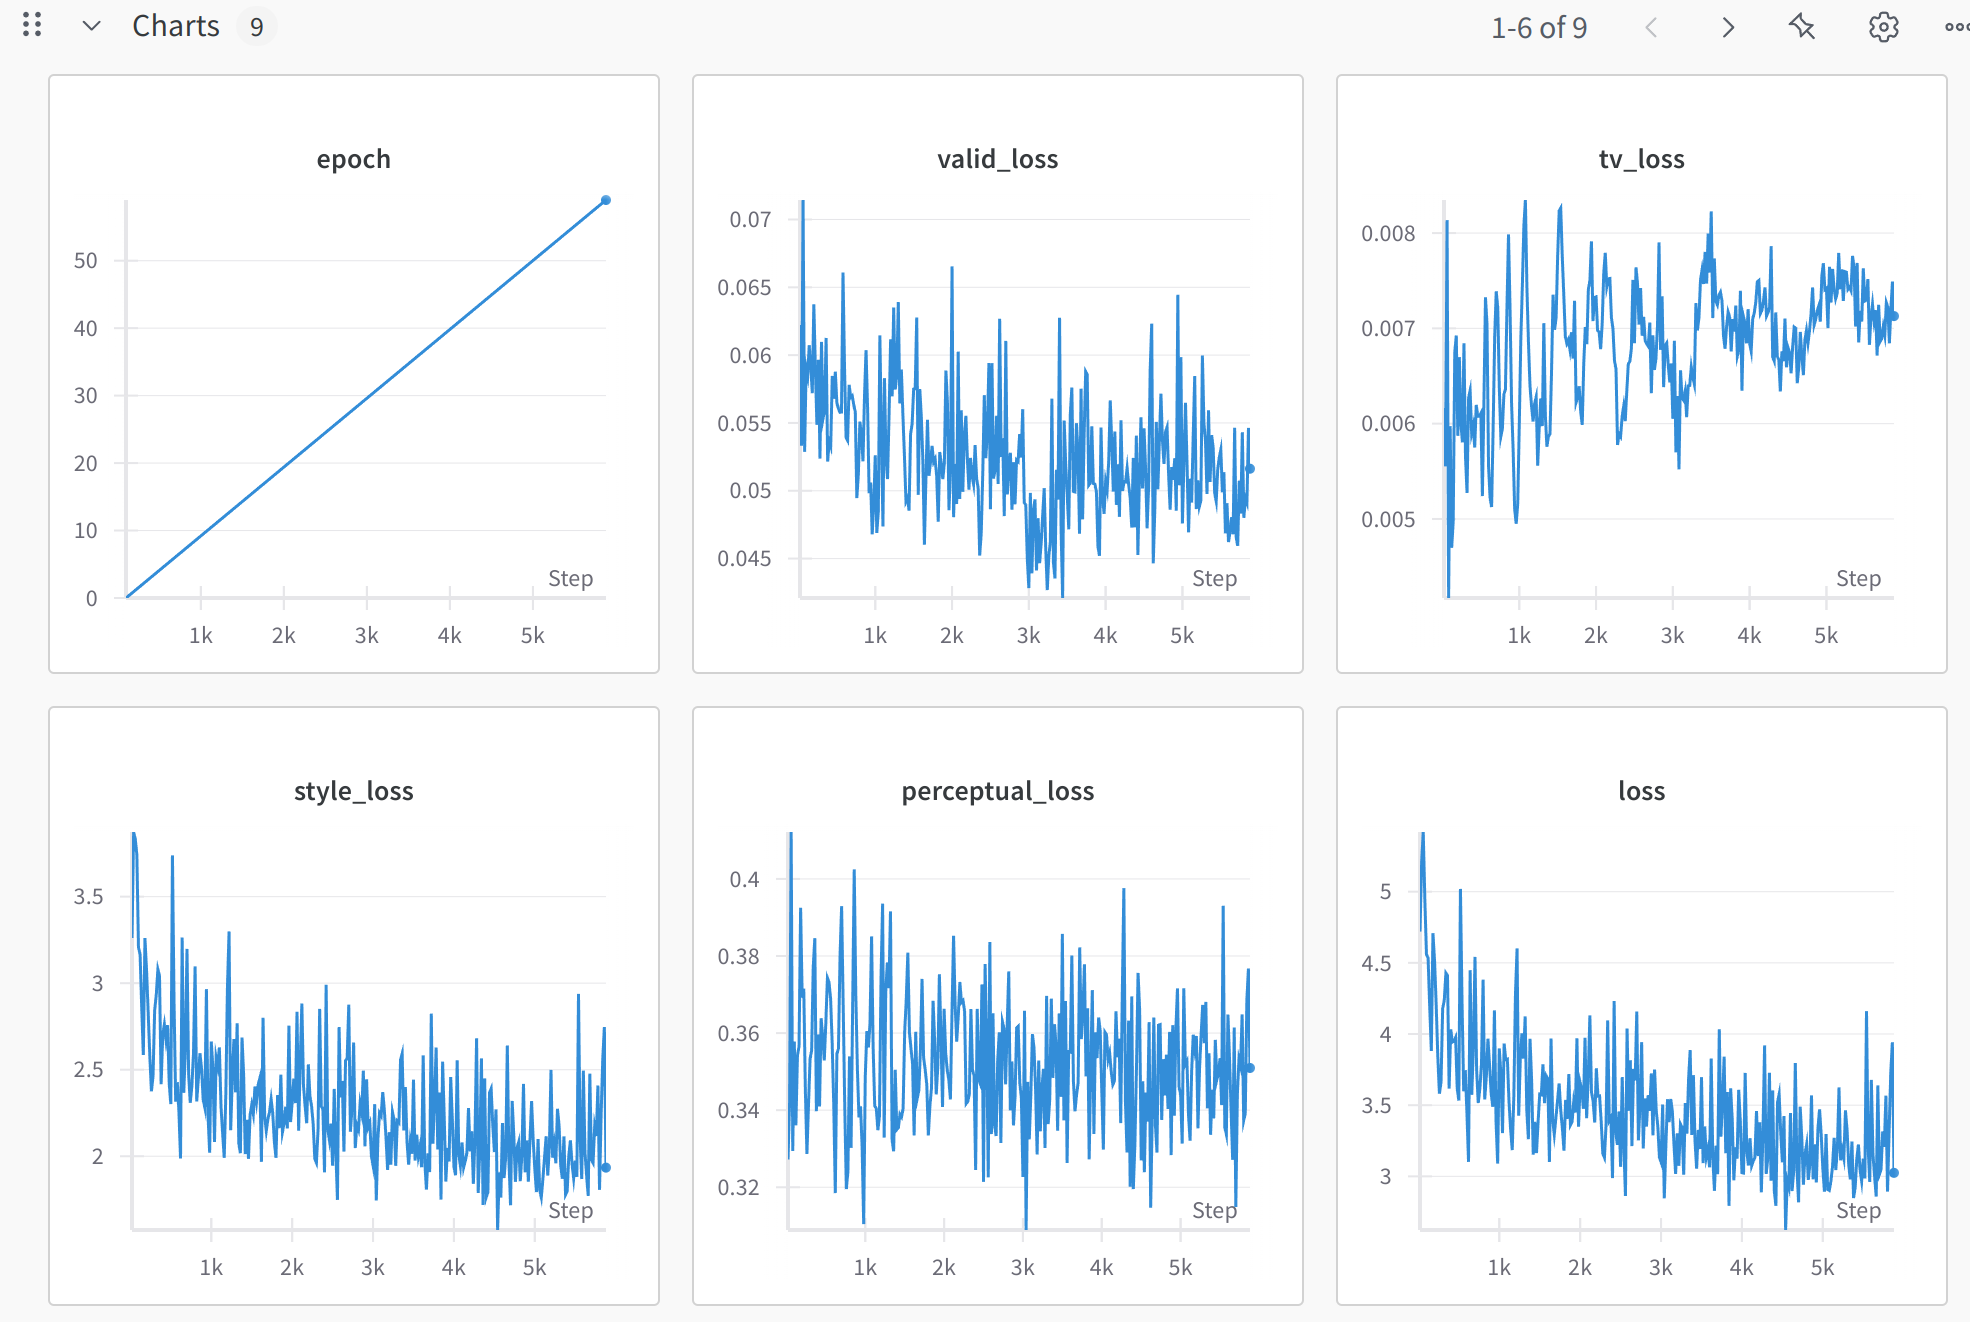 Charts 9 1-6 of 9
epoch
50
40
30
20
10
0
Step
1k 2k 3k 4k 5k
valid_loss
0.07
0.065
0.06
0.055
0.05
0.045
Step
1k 2k 3k 4k 5k
tv_loss
0.008
0.007
0.006
0.005
Step
1k 2k 3k 4k 5k
style_loss
3.5
3
2.5
2
Step
1k 2k 3k 4k 5k
perceptual_loss
0.4
0.38
0.36
0.34
0.32
Step
1k 2k 3k 4k 5k
loss
5
4.5
4
3.5
3
Step
1k 2k 3k 4k 5k